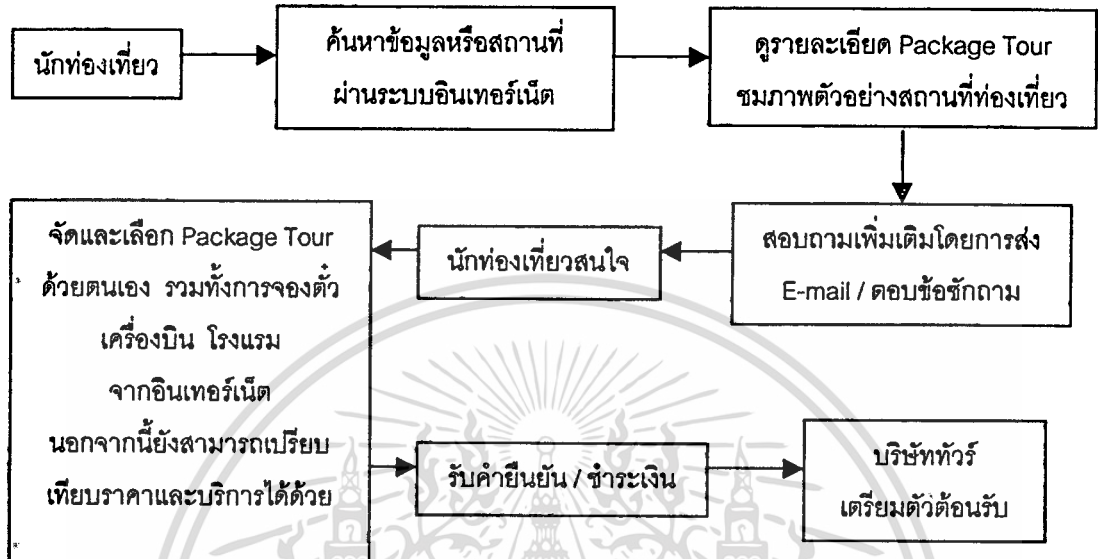 นักท่องเที่ยว
ค้นหาข้อมูลหรือสถานที่
ผ่านระบบอินเทอร์เน็ต
ดูรายละเอียด Package Tour
ชมภาพตัวอย่างสถานที่ท่องเที่ยว
สอบถามเพิ่มเติมโดยการส่ง
E-mail / ตอบข้อซักถาม
นักท่องเที่ยวสนใจ
จัดและเลือก Package Tour
ด้วยตนเอง รวมทั้งการจองตั๋ว
เครื่องบิน โรงแรม
จากอินเทอร์เน็ต
นอกจากนี้ยังสามารถเปรียบ
เทียบราคาและบริการได้ด้วย
รับคำยืนยัน / ชำระเงิน
บริษัททัวร์
เตรียมตัวต้อนรับ